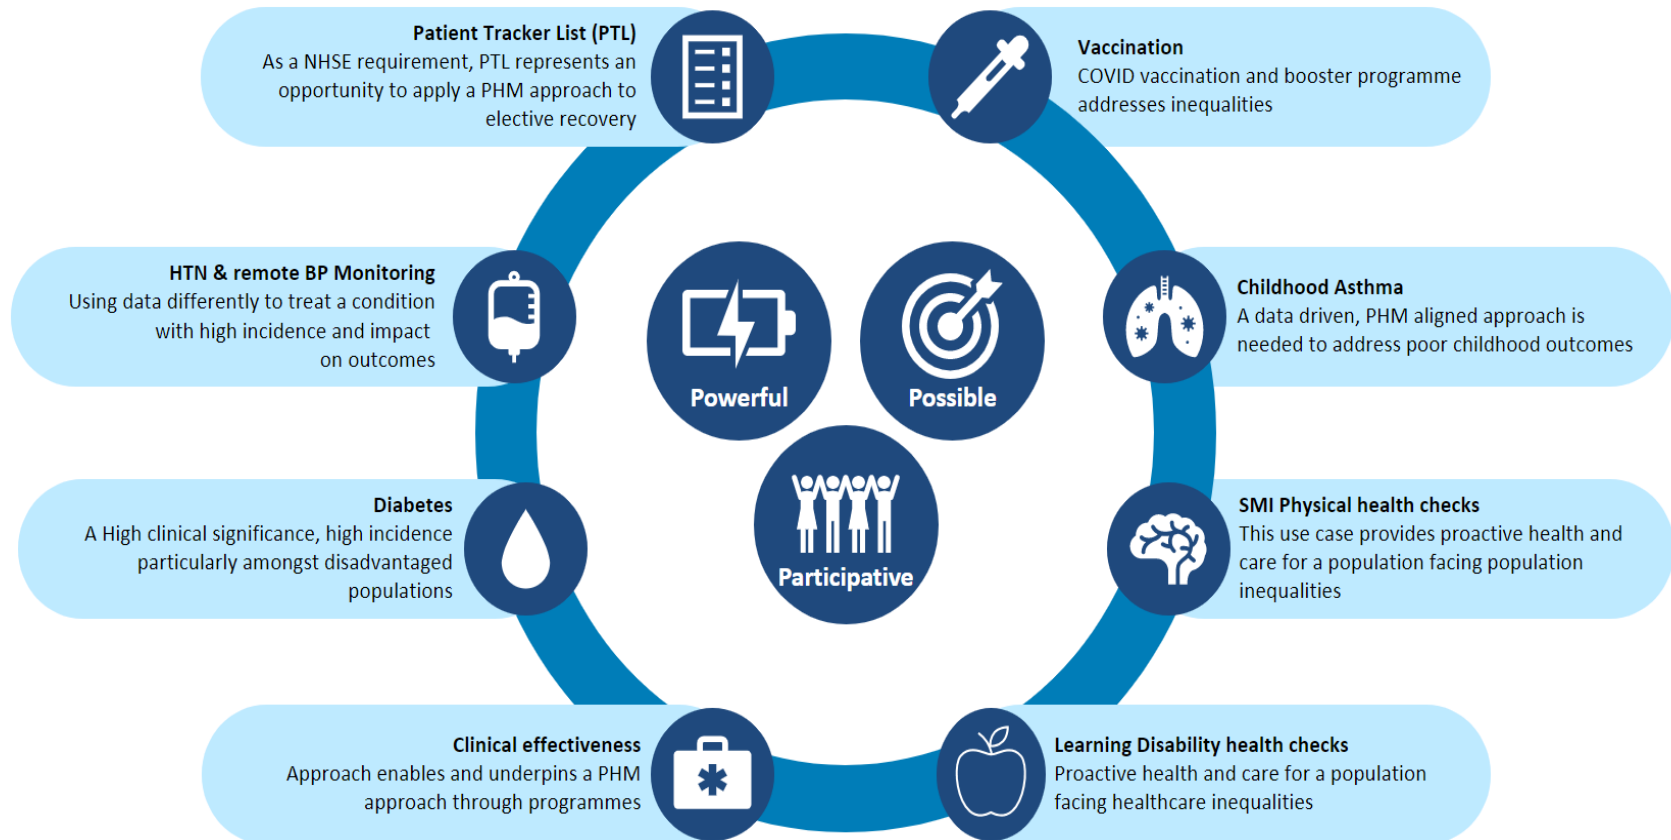 Patient Tracker List (PTL)
As a NHSE requirement, PTL represents an
opportunity to apply a PHM approach to
elective recovery
Vaccination
COVID vaccination and booster programme
addresses inequalities
HTN & remote BP Monitoring
Using data differently to treat a condition
with high incidence and impact
on outcomes
Childhood Asthma
A data driven, PHM aligned approach is
needed to address poor childhood outcomes
Powerful
Possible
Participative
Diabetes
A High clinical significance, high incidence
particularly amongst disadvantaged
populations
SMI Physical health checks
This use case provides proactive health and
care for a population facing population
inequalities
Clinical effectiveness
Approach enables and underpins a PHM
approach through programmes
Learning Disability health checks
Proactive health and care for a population
facing healthcare inequalities